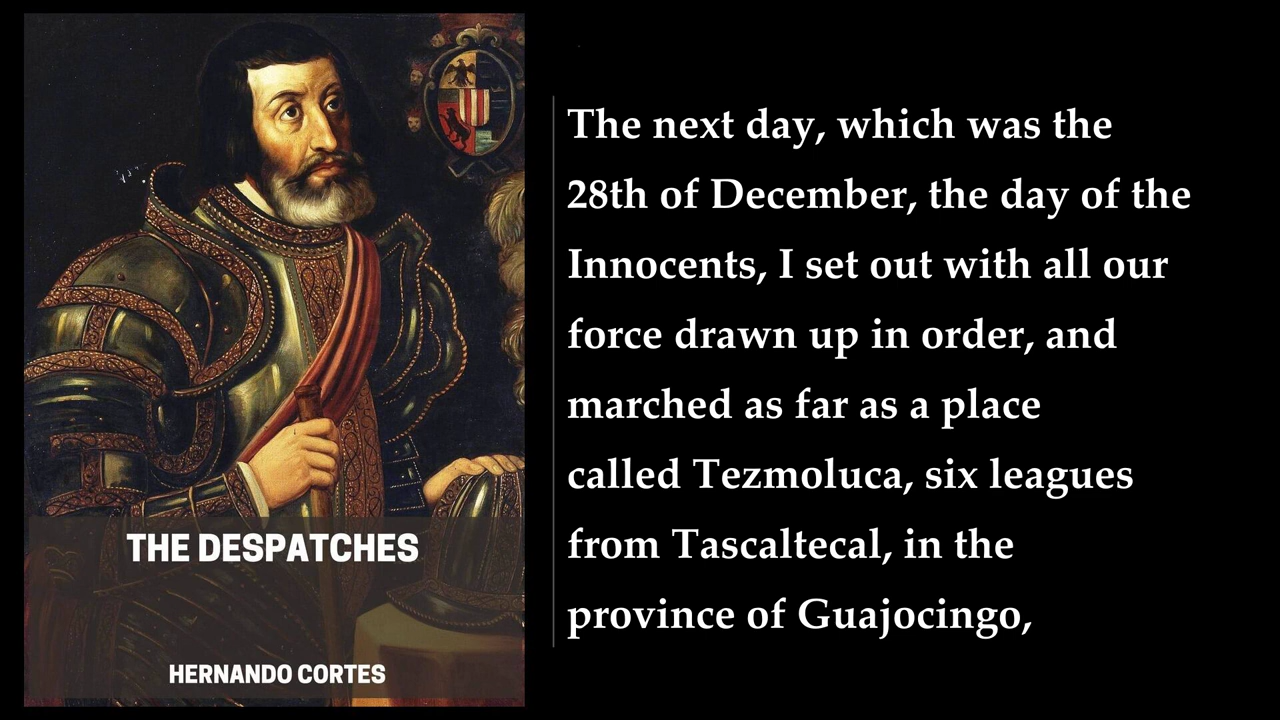 THE DESPATCHES
HERNANDO CORTES
The next day, which was the
28th of December, the day of the
Innocents, I set out with all our
force drawn up in order, and
marched as far as a place
called Tezmoluca, six leagues
from Tascaltecal, in the
province of Guajocingo,